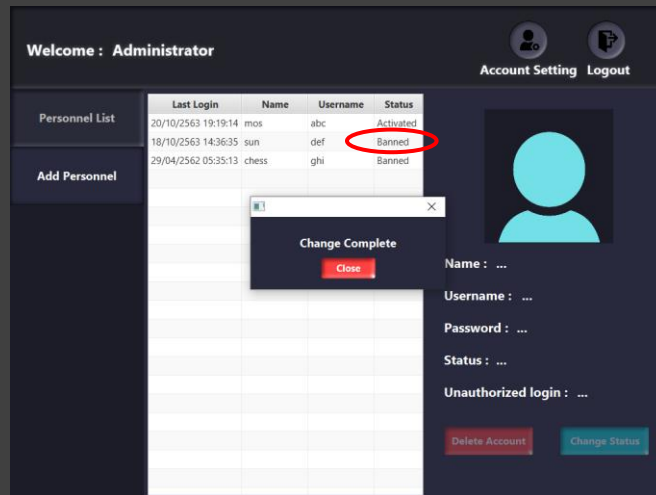 Welcome : Administrator
Account Setting Logout
Personnel List
Add Personnel
Last Login Name Username Status
20/10/2563 19:19:14 mos abc Activated
18/10/2563 14:36:35 sun def Banned
29/04/2562 05:35:13 chess ghi Banned
Change Complete
Close
Name : ...
Username : ...
Password : ...
Status : ...
Unauthorized login : ...
Delete Account Change Status